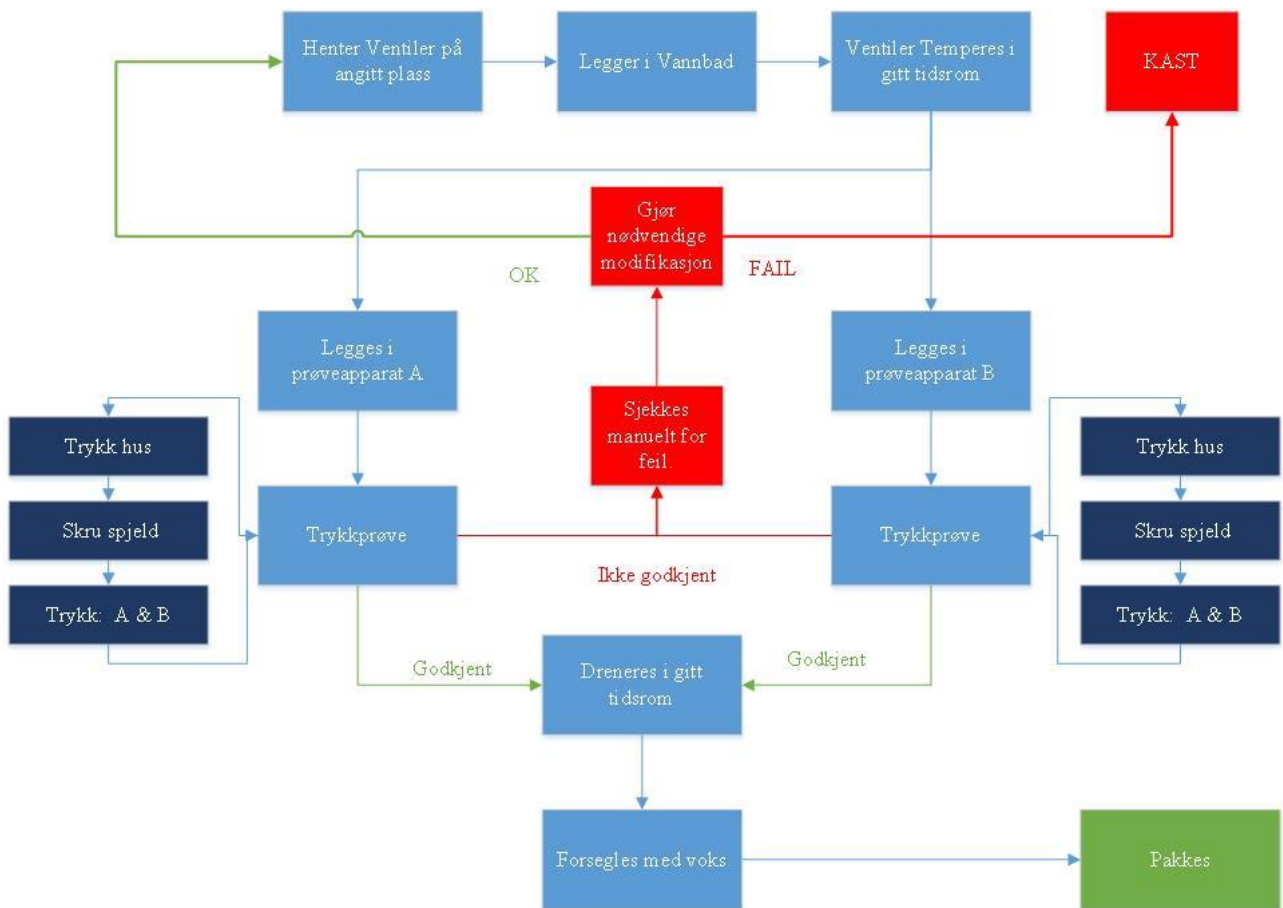 Henter Ventiler på
angitt plass
Legger i Vannbad
Ventiler Temperes i
gitt tidsrom
KAST
Gjør
nødvendige
modifikasjon
OK
FAIL
Legges i
prøveapparat A
Legges i
prøveapparat B
Sjekkes
manuelt for
feil.
Trykk hus
Skru spjeld
Trykk: A & B
Trykkprøve
Trykkprøve
Trykk hus
Skru spjeld
Trykk: A & B
Ikke godkjent
Godkjent
Godkjent
Dreneres i gitt
tidsrom
Forsegles med voks
Pakkes